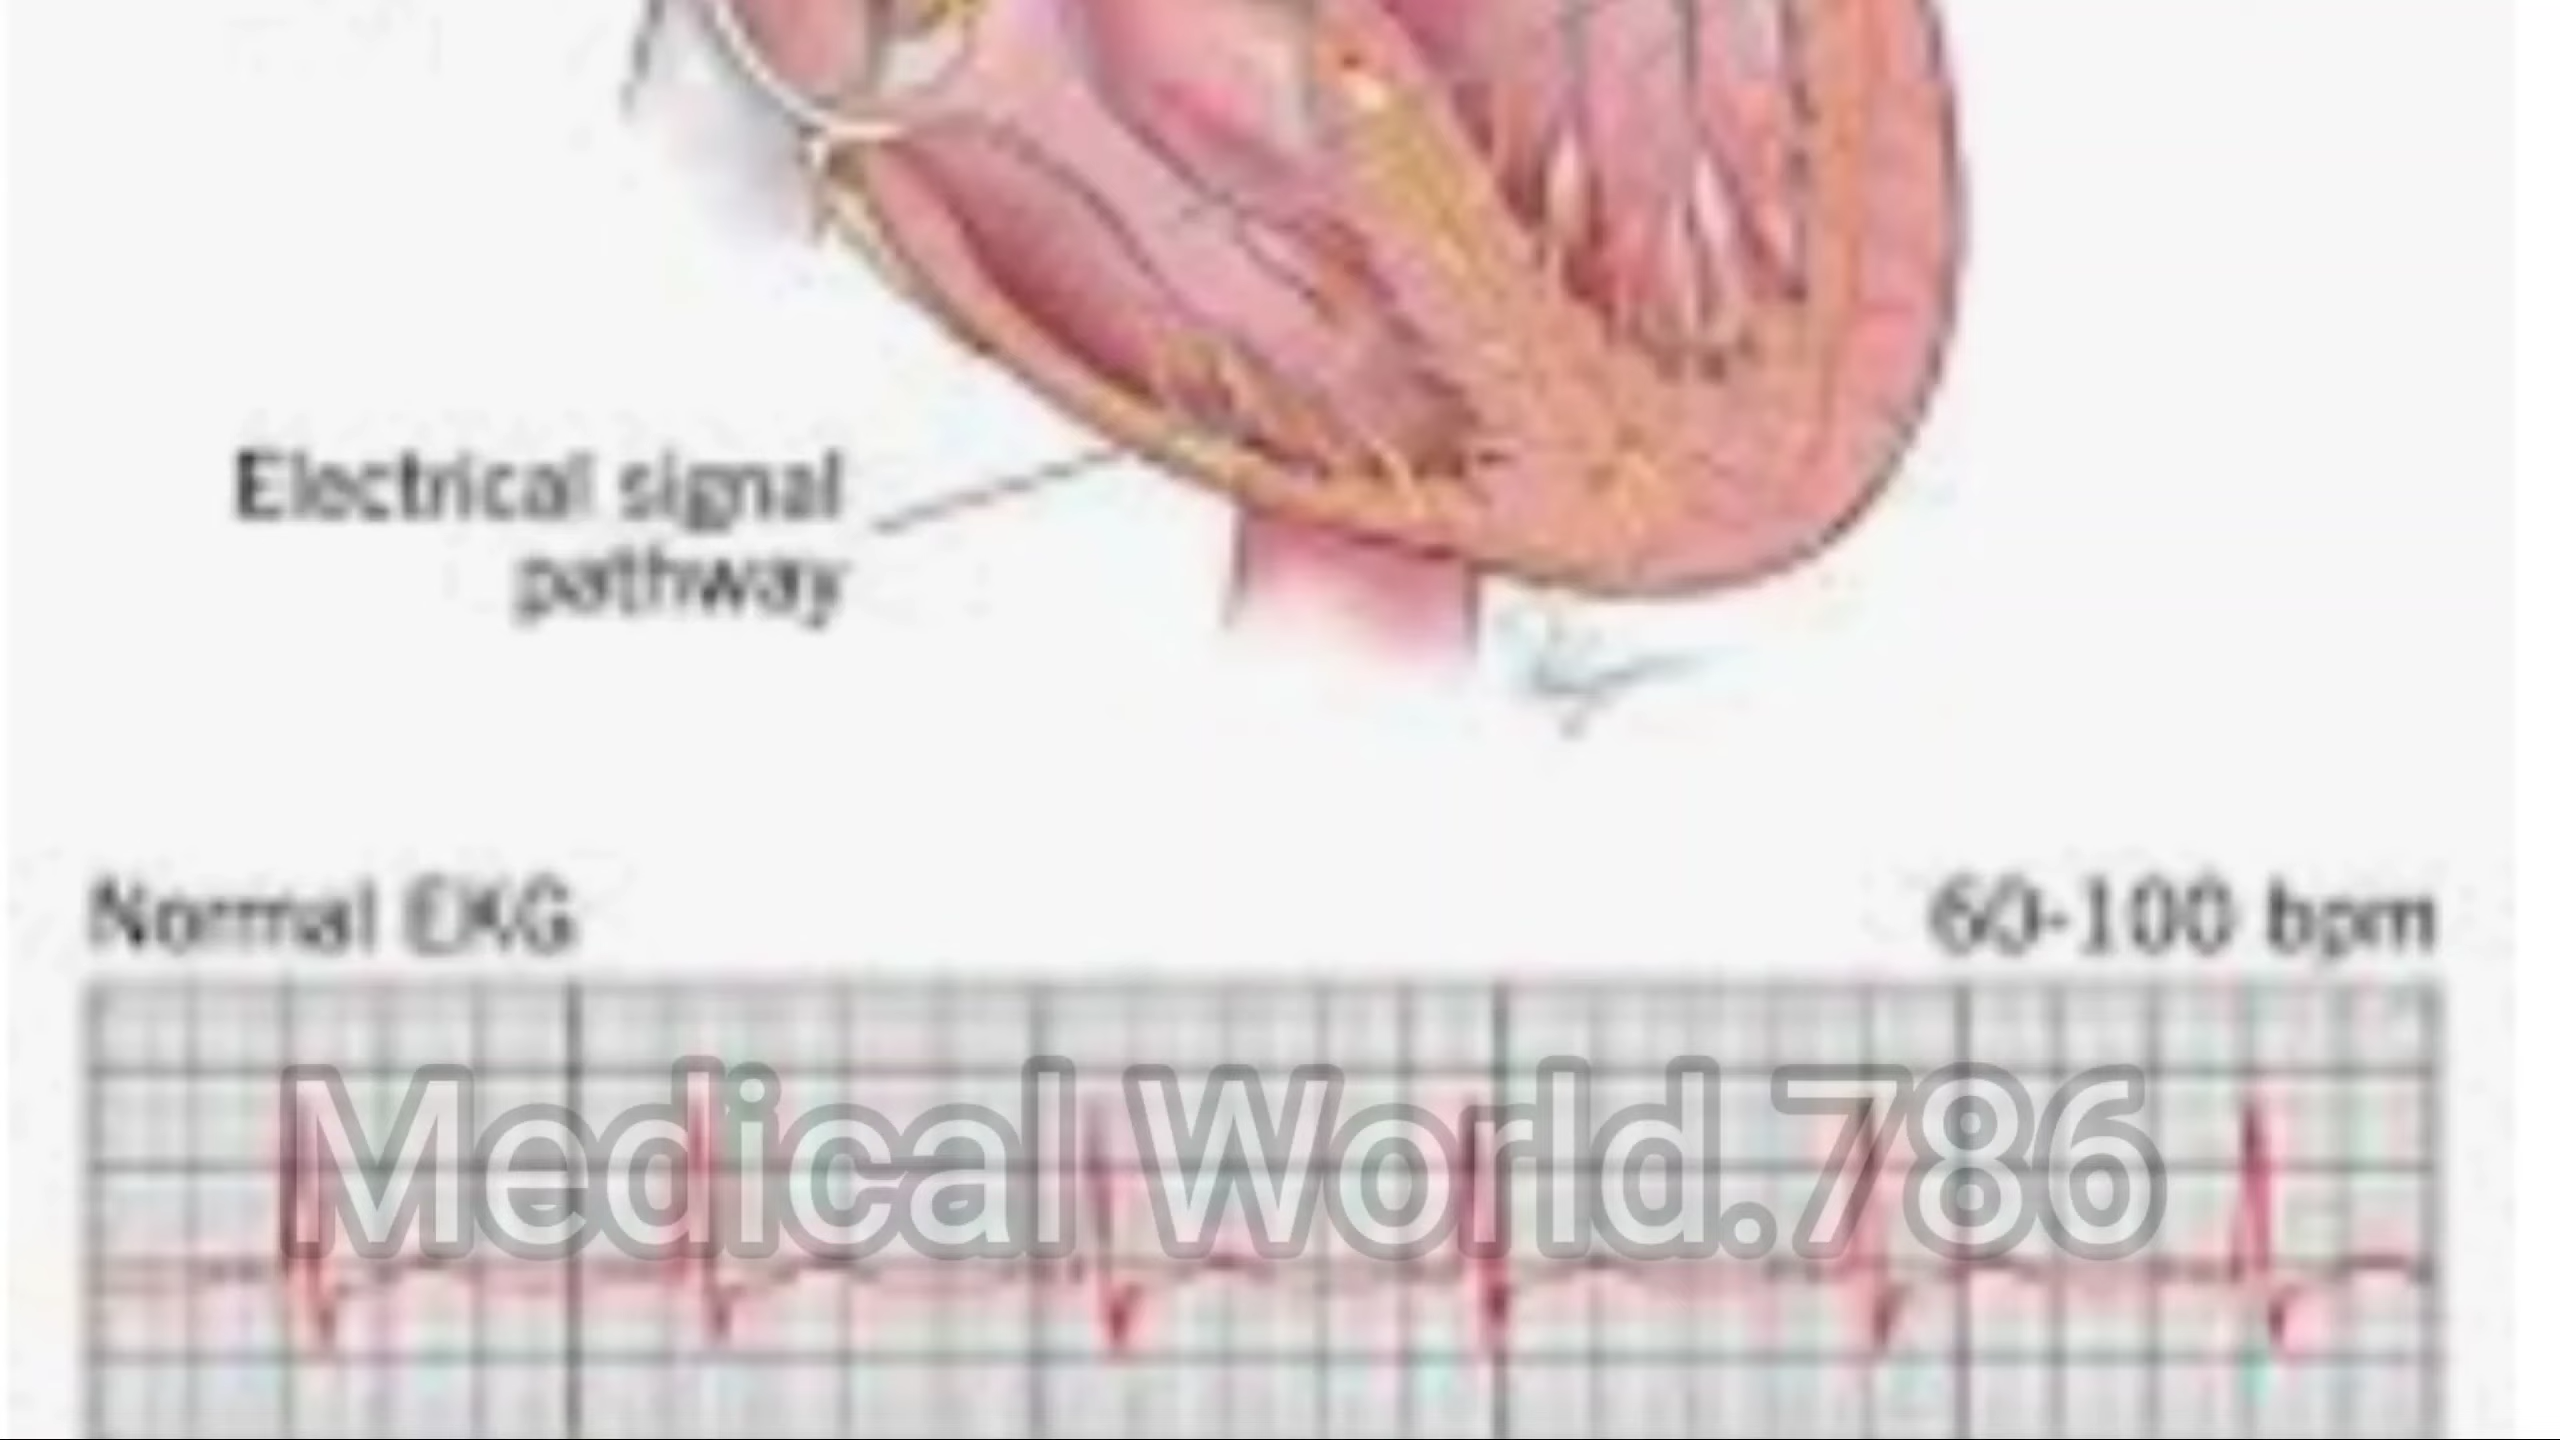 Electrical signal
pathway
Normal EKG
60-100 bpm
Medical World.786